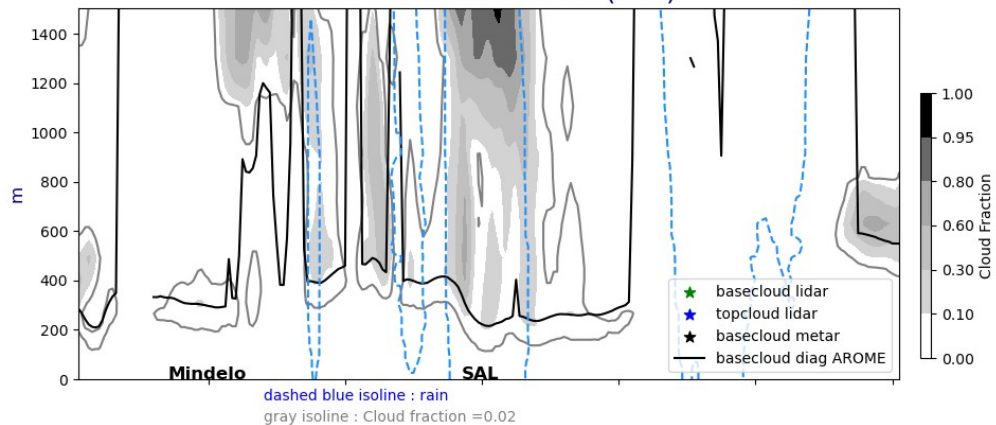 1400
1200
1000
800
600
400
200
0
m
Mindelo
SAL
basecloud lidar
topcloud lidar
basecloud metar
basecloud diag AROME
1.00
0.95
0.80
0.60
0.30
0.10
0.00
Cloud Fraction
dashed blue isoline : rain
gray isoline : Cloud fraction =0.02